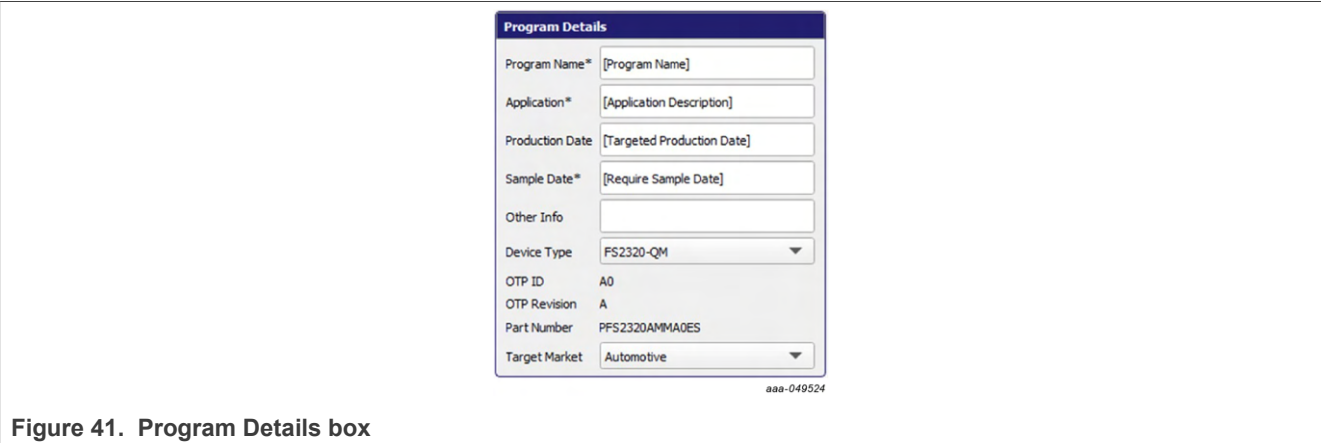 Program Details
Program Name* [Program Name]
Application* [Application Description]
Production Date [Targeted Production Date]
Sample Date* [Require Sample Date]
Other Info
Device Type FS2320-QM
OTP ID A0
OTP Revision A
Part Number PFS2320AMMA0ES
Target Market Automotive
aaa-049524
Figure 41. Program Details box